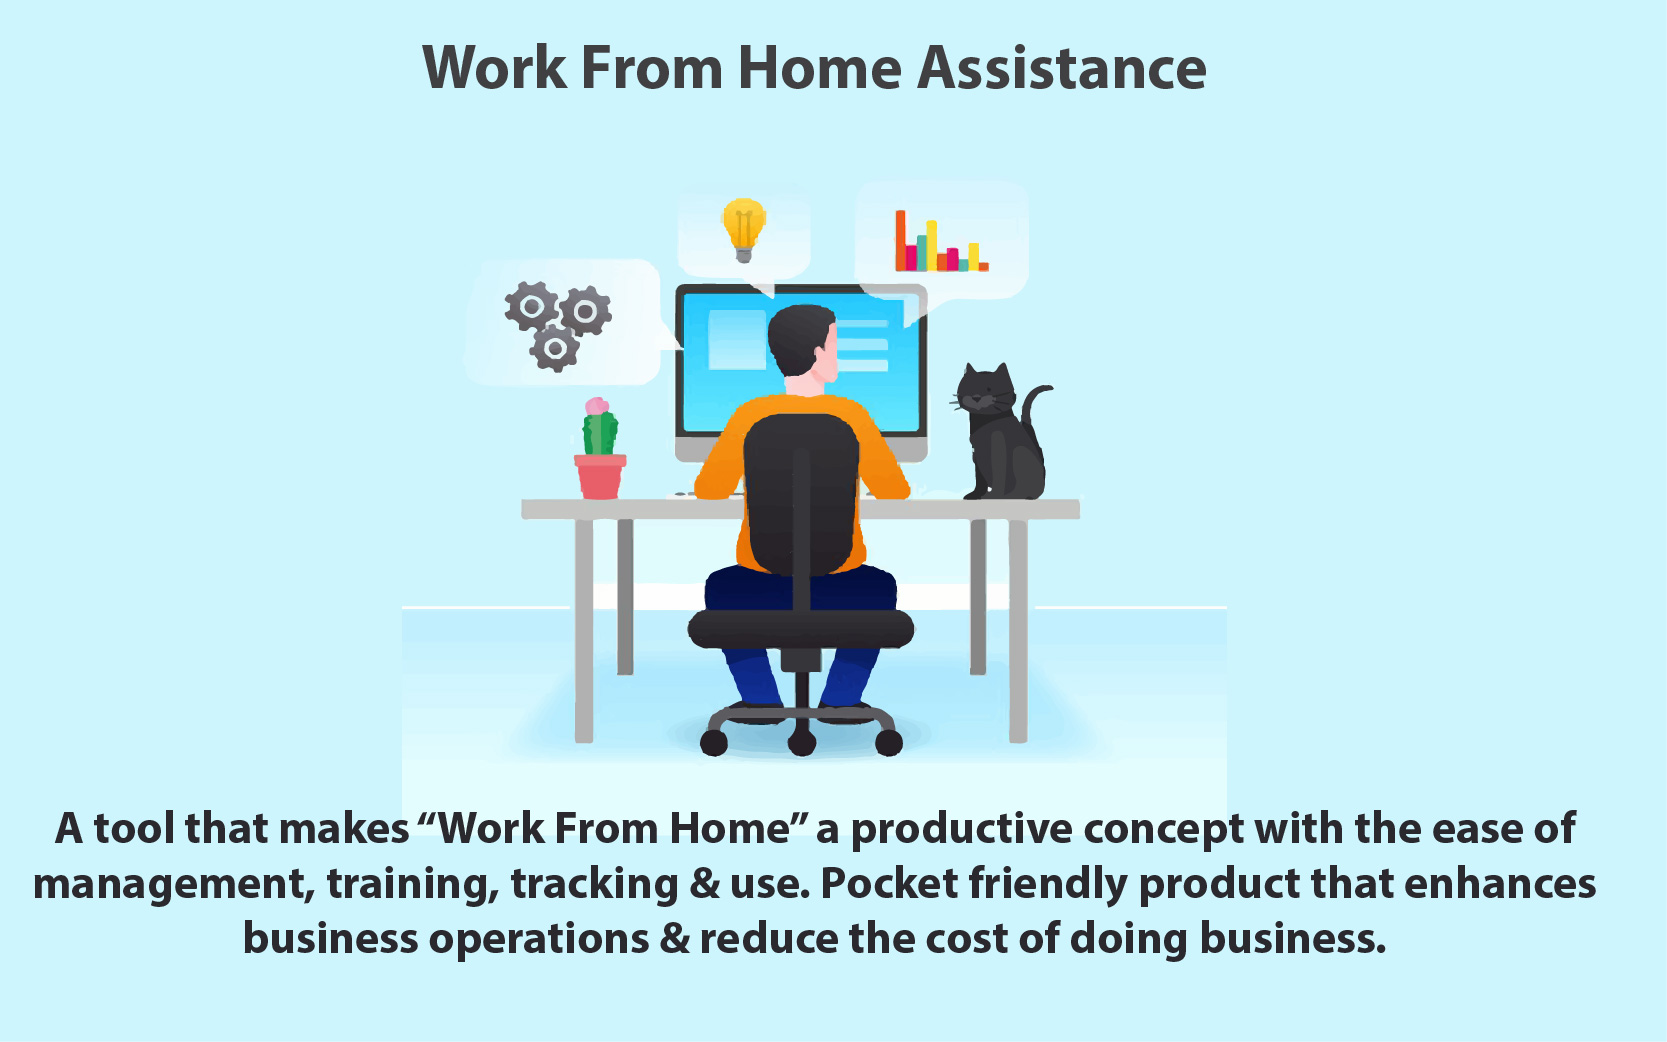 Work From Home Assistance
A tool that makes “Work From Home” a productive concept with the ease of
management, training, tracking & use. Pocket friendly product that enhances
business operations & reduce the cost of doing business.